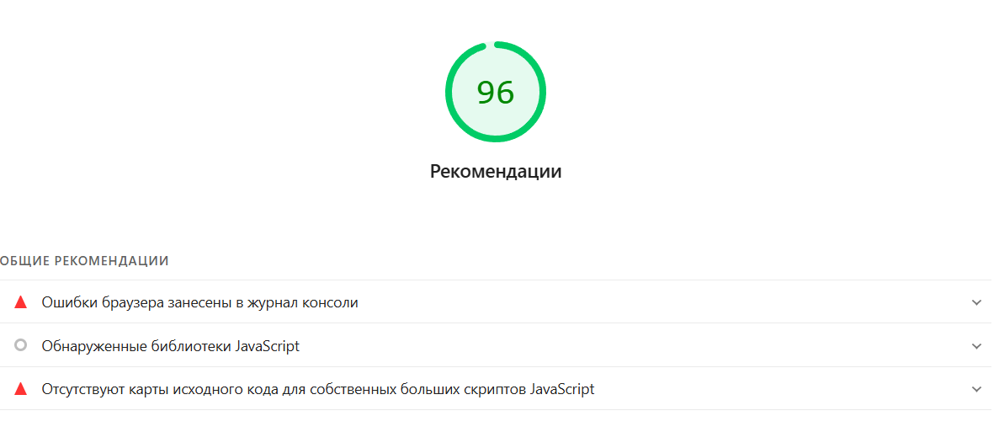 96
Рекомендации
ОБЩИЕ РЕКОМЕНДАЦИИ
Ошибки браузера занесены в журнал консоли
Обнаруженные библиотеки JavaScript
Отсутствуют карты исходного кода для собственных больших скриптов JavaScript